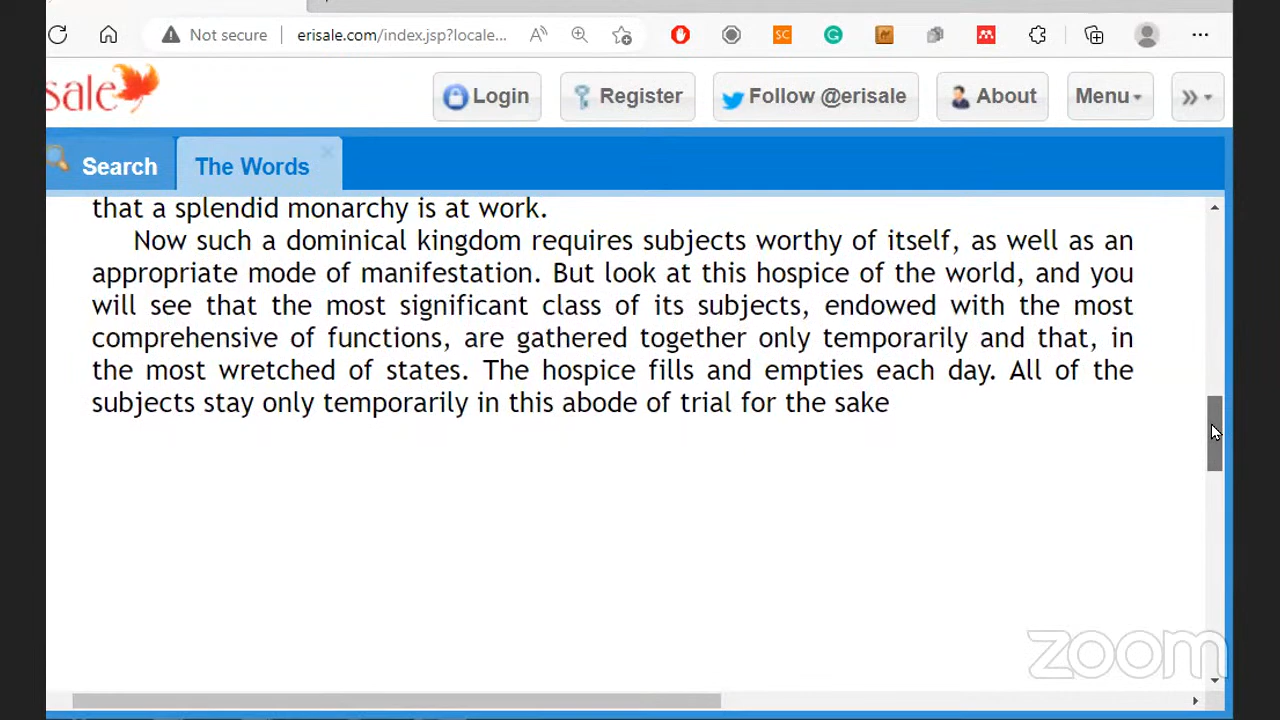 Not secure erisale.com/index.jsp?locale...
sale Login Register Follow @erisale About Menu
Search The Words
that a splendid monarchy is at work.
Now such a dominical kingdom requires subjects worthy of itself, as well as an
appropriate mode of manifestation. But look at this hospice of the world, and you
will see that the most significant class of its subjects, endowed with the most
comprehensive of functions, are gathered together only temporarily and that, in
the most wretched of states. The hospice fills and empties each day. All of the
subjects stay only temporarily in this abode of trial for the sake
zoom